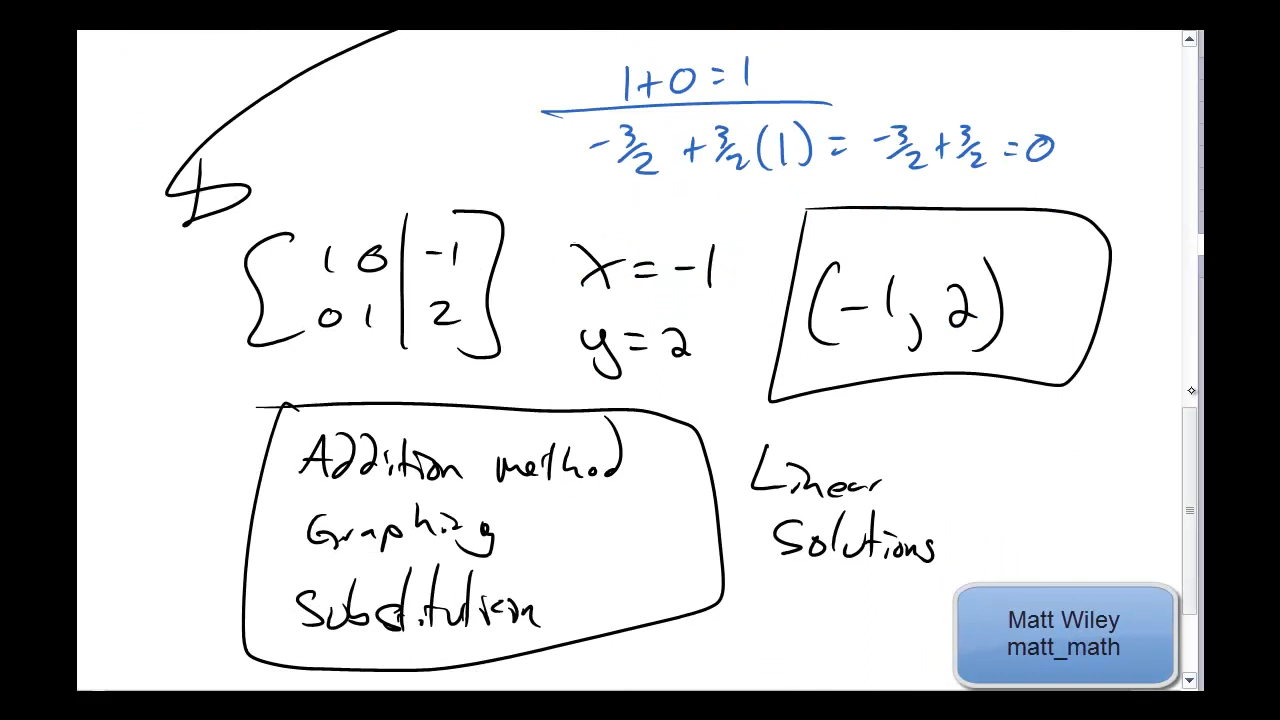 1+0=1
-3/2 + 3/2(1) = -3/2 + 3/2 = 0
[1 0 | -1
0 1 | 2]
x = -1
y = 2
(-1, 2)
Addition method
Graphing
Substitution
Linear
Solutions
Matt Wiley
matt_math